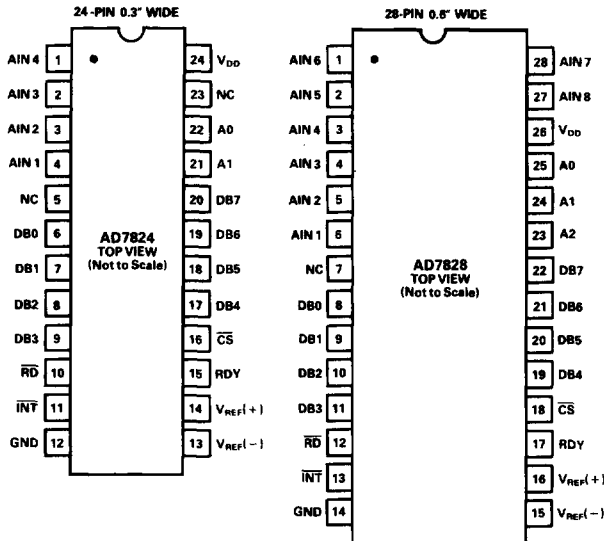 24-PIN 0.3" WIDE
AIN 4 1
AIN 3 2
AIN 2 3
AIN 1 4
NC 5
DB0 6
DB1 7
DB2 8
DB3 9
R̅D̅ 10
I̅N̅T̅ 11
GND 12
AD7824
TOP VIEW
(Not to Scale)
24 VDD
23 NC
22 A0
21 A1
20 DB7
19 DB6
18 DB5
17 DB4
16 C̅S̅
15 RDY
14 VREF(+)
13 VREF(−)
28-PIN 0.6" WIDE
AIN 6 1
AIN 5 2
AIN 4 3
AIN 3 4
AIN 2 5
AIN 1 6
NC 7
DB0 8
DB1 9
DB2 10
DB3 11
R̅D̅ 12
I̅N̅T̅ 13
GND 14
AD7828
TOP VIEW
(Not to Scale)
28 AIN 7
27 AIN 8
26 VDD
25 A0
24 A1
23 A2
22 DB7
21 DB6
20 DB5
19 DB4
18 C̅S̅
17 RDY
16 VREF(+)
15 VREF(−)